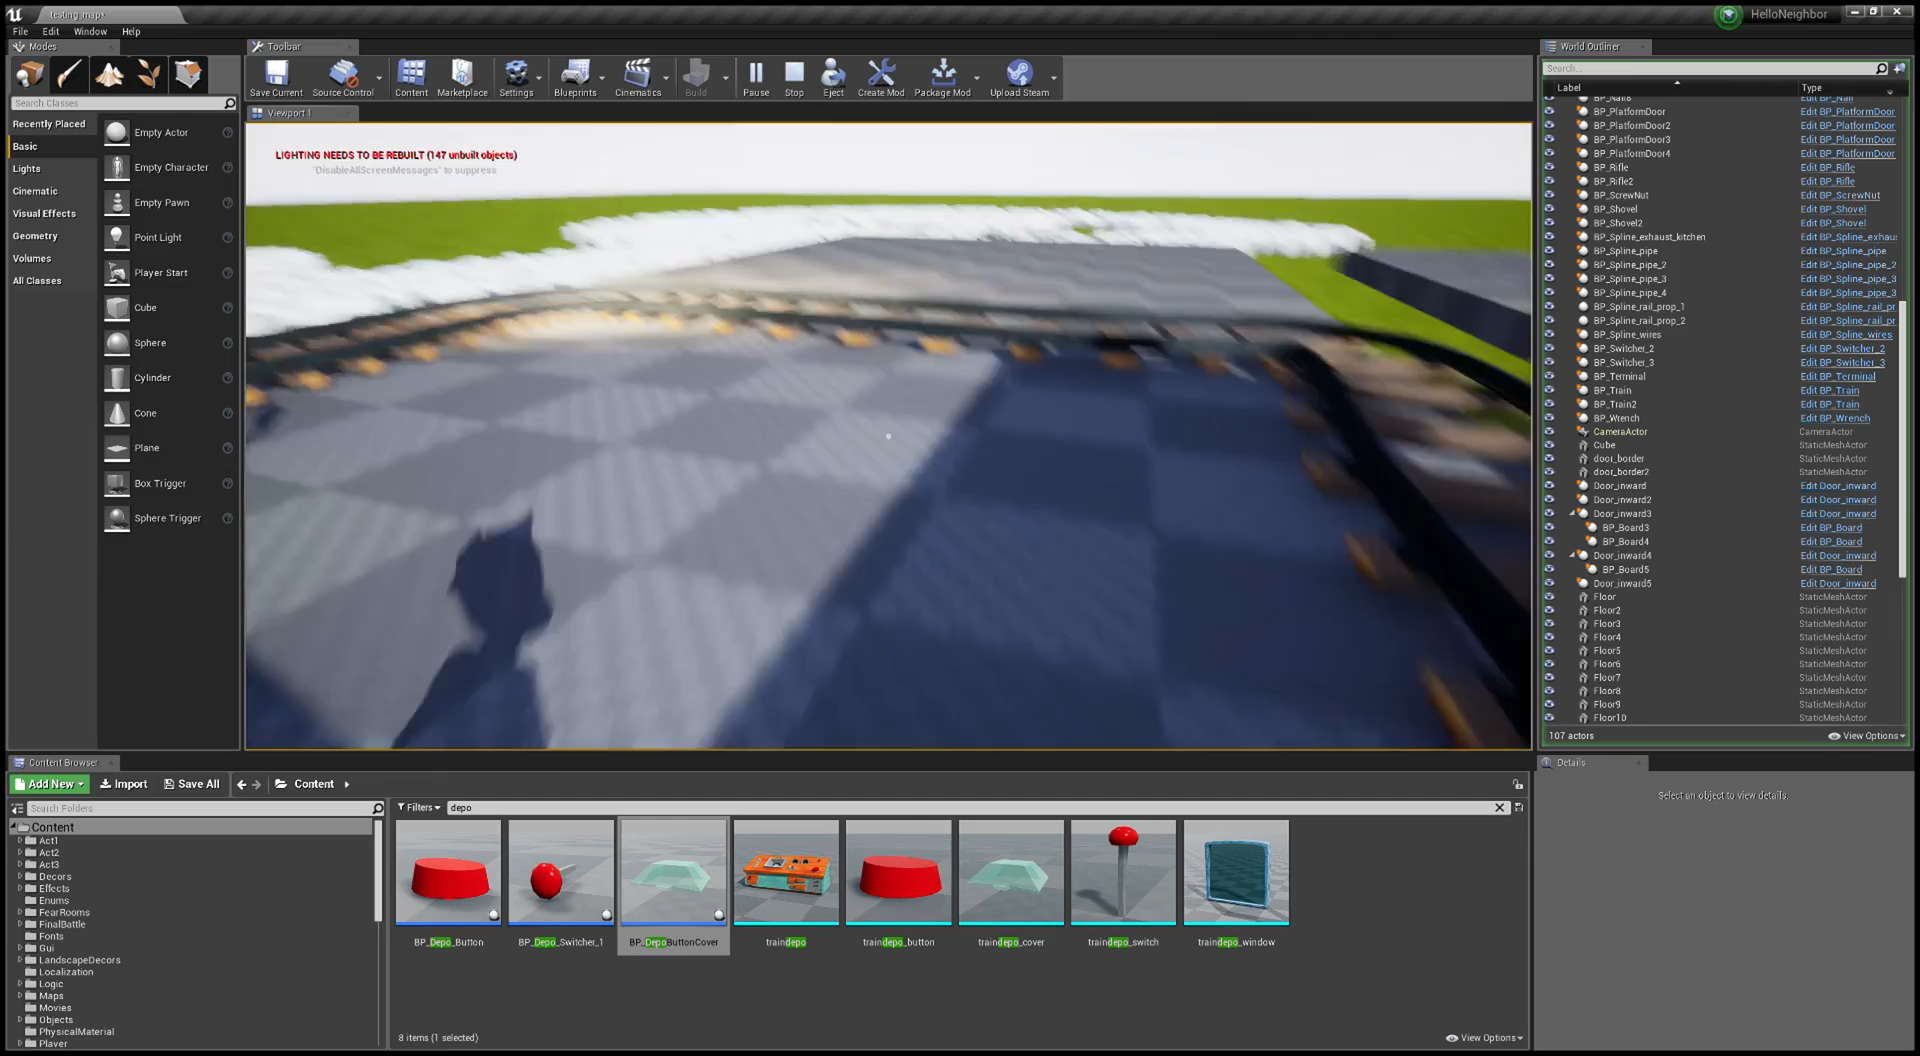 testing_map*
HelloNeighbor
File Edit Window Help
Modes
Search Classes
Recently Placed
Basic
Lights
Cinematic
Visual Effects
Geometry
Volumes
All Classes
Empty Actor
Empty Character
Empty Pawn
Point Light
Player Start
Cube
Sphere
Cylinder
Cone
Plane
Box Trigger
Sphere Trigger
Toolbar
Save Current Source Control Content Marketplace Settings Blueprints Cinematics Build Pause Stop Eject Create Mod Package Mod Upload Steam
Viewport 1
LIGHTING NEEDS TO BE REBUILT (147 unbuilt objects)
'DisableAllScreenMessages' to suppress
World Outliner
Search...
Label Type
BP_Nail8 Edit BP_Nail
BP_PlatformDoor Edit BP_PlatformDoor
BP_PlatformDoor2 Edit BP_PlatformDoor
BP_PlatformDoor3 Edit BP_PlatformDoor
BP_PlatformDoor4 Edit BP_PlatformDoor
BP_Rifle Edit BP_Rifle
BP_Rifle2 Edit BP_Rifle
BP_ScrewNut Edit BP_ScrewNut
BP_Shovel Edit BP_Shovel
BP_Shovel2 Edit BP_Shovel
BP_Spline_exhaust_kitchen Edit BP_Spline_exhau
BP_Spline_pipe Edit BP_Spline_pipe
BP_Spline_pipe_2 Edit BP_Spline_pipe_2
BP_Spline_pipe_3 Edit BP_Spline_pipe_3
BP_Spline_pipe_4 Edit BP_Spline_pipe_3
BP_Spline_rail_prop_1 Edit BP_Spline_rail_pr
BP_Spline_rail_prop_2 Edit BP_Spline_rail_pr
BP_Spline_wires Edit BP_Spline_wires
BP_Switcher_2 Edit BP_Switcher_2
BP_Switcher_3 Edit BP_Switcher_3
BP_Terminal Edit BP_Terminal
BP_Train Edit BP_Train
BP_Train2 Edit BP_Train
BP_Wrench Edit BP_Wrench
CameraActor CameraActor
Cube StaticMeshActor
door_border StaticMeshActor
door_border2 StaticMeshActor
Door_inward Edit Door_inward
Door_inward2 Edit Door_inward
Door_inward3 Edit Door_inward
BP_Board3 Edit BP_Board
BP_Board4 Edit BP_Board
Door_inward4 Edit Door_inward
BP_Board5 Edit BP_Board
Door_inward5 Edit Door_inward
Floor StaticMeshActor
Floor2 StaticMeshActor
Floor3 StaticMeshActor
Floor4 StaticMeshActor
Floor5 StaticMeshActor
Floor6 StaticMeshActor
Floor7 StaticMeshActor
Floor8 StaticMeshActor
Floor9 StaticMeshActor
Floor10 StaticMeshActor
107 actors View Options
Content Browser
Add New Import Save All Content
Search Folders
Content
Act1
Act2
Act3
Decors
Effects
Enums
FearRooms
FinalBattle
Fonts
Gui
LandscapeDecors
Localization
Logic
Maps
Movies
Objects
PhysicalMaterial
Player
Filters depo
BP_Depo_Button BP_Depo_Switcher_1 BP_DepoButtonCover traindepo traindepo_button traindepo_cover traindepo_switch traindepo_window
8 items (1 selected) View Options
Details
Select an object to view details.